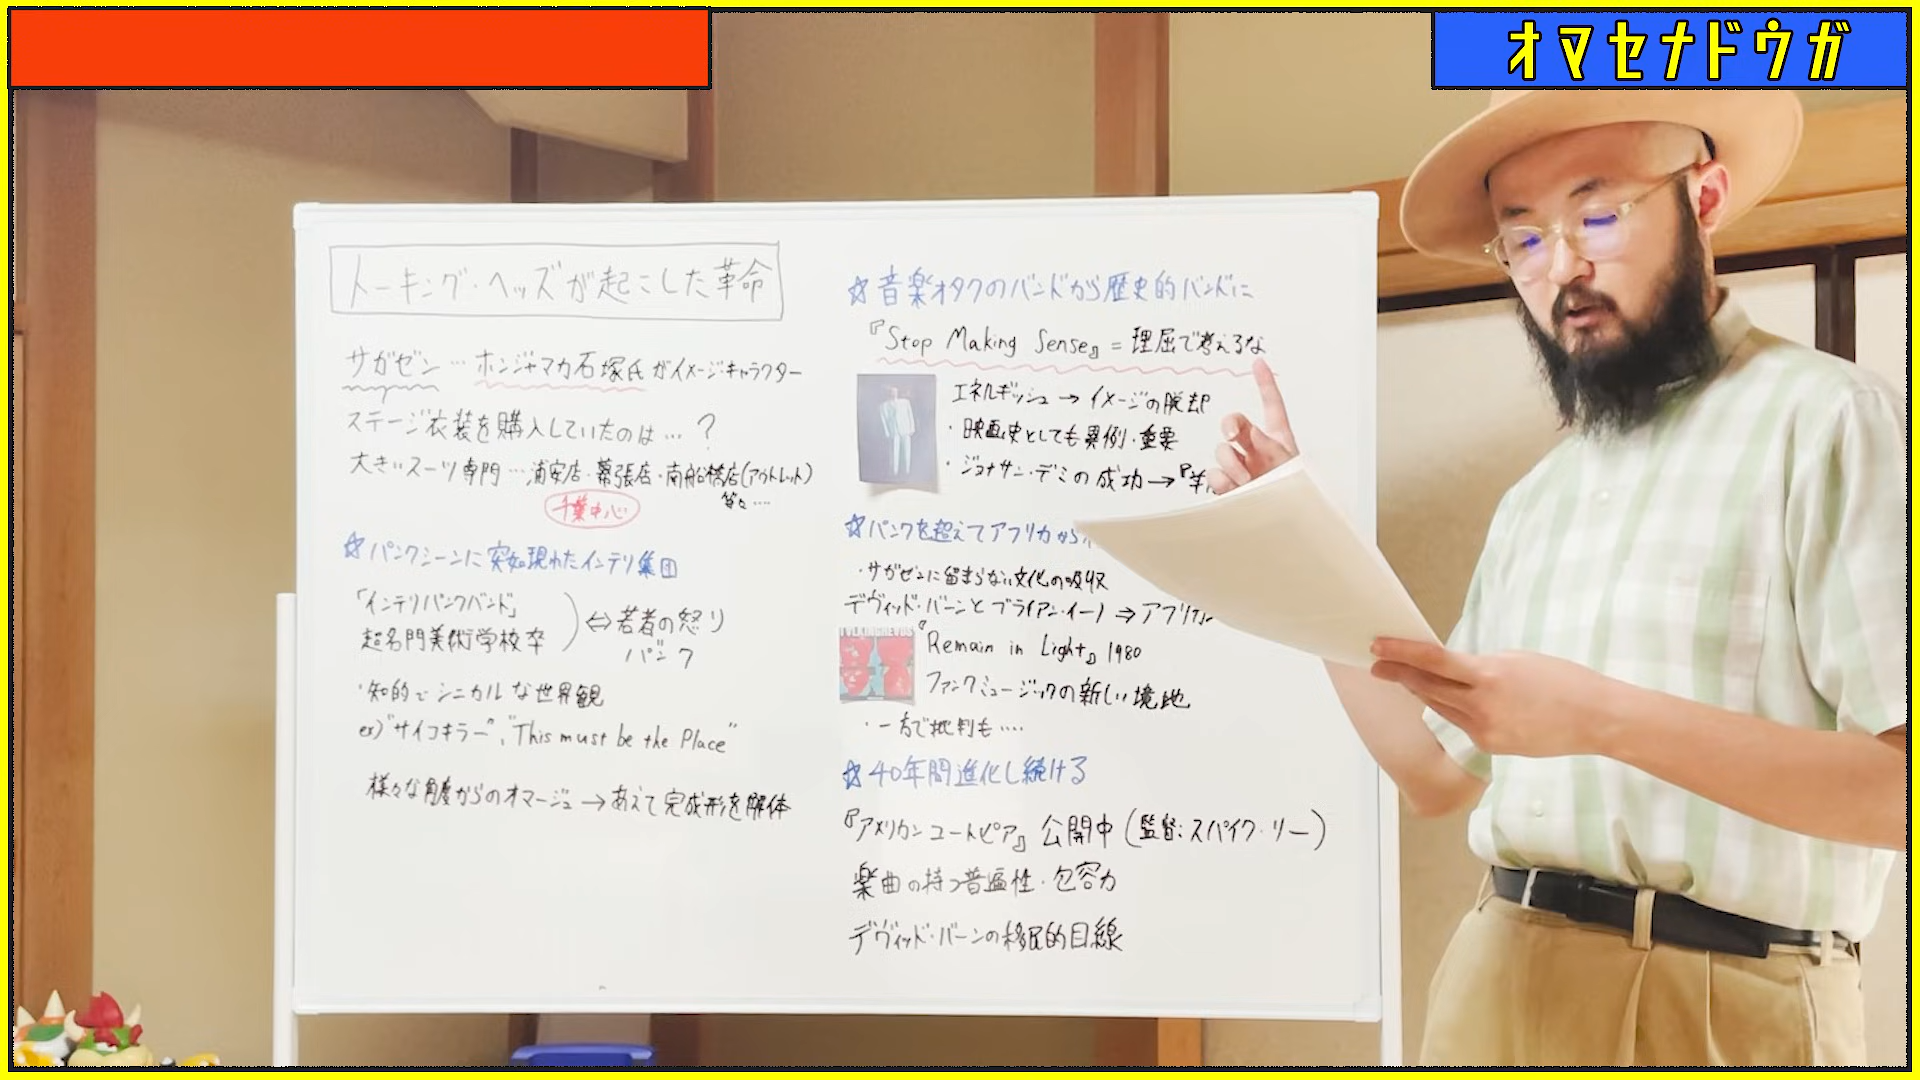 オマセナドウガ
トーキング・ヘッズが起こした革命
サガゼン…ホンジャマカ石塚氏がイメージキャラクター
ステージ衣装を購入していたのは…?
大きいスーツ専門…浦安店・幕張店・南船橋店(アウトレット)
等々….
千葉中心
☆パンクシーンに突如現れたインテリ集団
「インテリパンクバンド」
超名門美術学校卒
⇔若者の怒り
パンク
・知的でシニカルな世界観
ex)"サイコキラー","This must be the Place"
様々な角度からのオマージュ→あえて完成形を解体
☆音楽オタクのバンドから歴史的バンドに
『Stop Making Sense』=理屈で考えるな
エネルギッシュ→イメージの脱却
・映画史としても異例・重要
・ジョナサン・デミの成功→『羊
☆パンクを超えてアフリカから
・サガゼンに留まらない文化の吸収
デヴィッド・バーンとブライアン・イーノ⇒アフリカ
TALKING HEADS
『Remain in Light』1980
ファンクミュージックの新しい境地
・一方で批判も….
☆40年間進化し続ける
『アメリカンユートピア』公開中(監督:スパイク・リー)
楽曲の持つ普遍性・包容力
デヴィッド・バーンの移民的目線